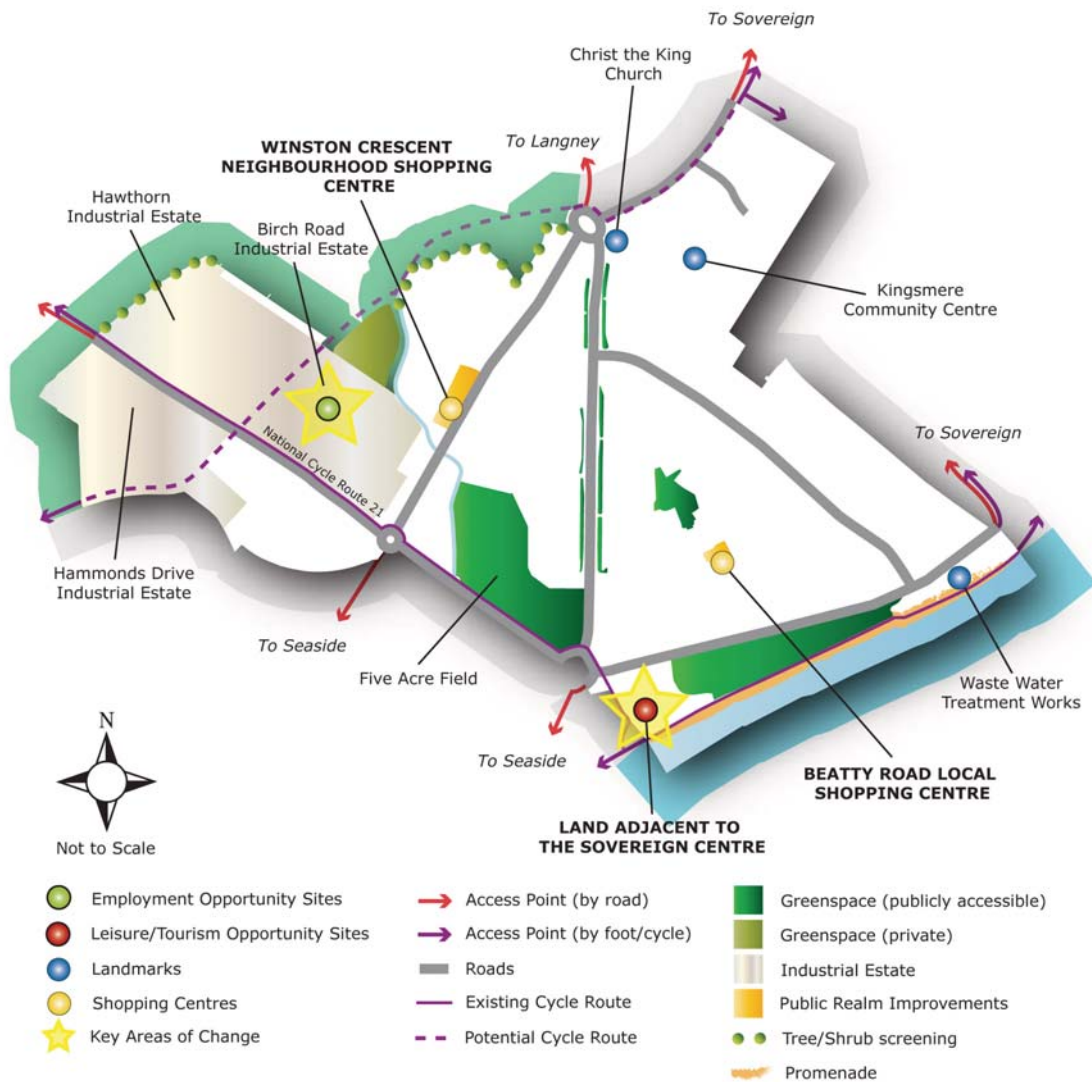 To Sovereign
Christ the King
Church
To Langney
WINSTON CRESCENT
NEIGHBOURHOOD SHOPPING
CENTRE
Hawthorn
Industrial Estate
Birch Road
Industrial Estate
Kingsmere
Community Centre
To Sovereign
National Cycle Route 21
Hammonds Drive
Industrial Estate
To Seaside
Five Acre Field
Waste Water
Treatment Works
To Seaside
BEATTY ROAD LOCAL
SHOPPING CENTRE
LAND ADJACENT TO
THE SOVEREIGN CENTRE
N
Not to Scale
Employment Opportunity Sites
Leisure/Tourism Opportunity Sites
Landmarks
Shopping Centres
Key Areas of Change
Access Point (by road)
Access Point (by foot/cycle)
Roads
Existing Cycle Route
Potential Cycle Route
Greenspace (publicly accessible)
Greenspace (private)
Industrial Estate
Public Realm Improvements
Tree/Shrub screening
Promenade